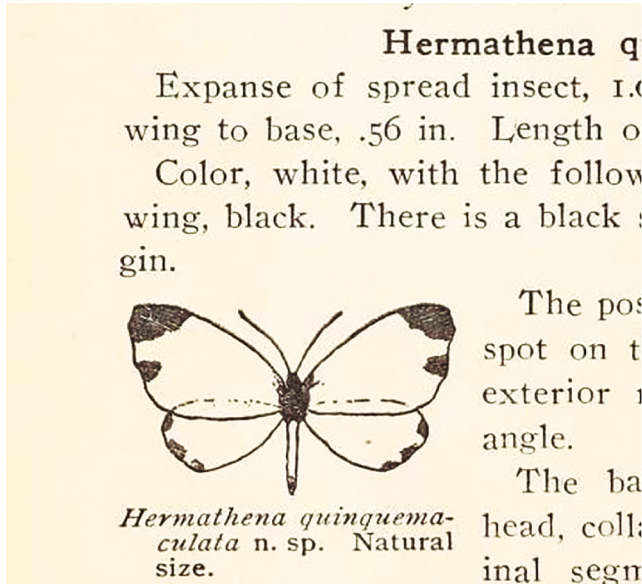 Hermathena
Expanse of spread insect,
wing to base, .56 in. Length
Color, white, with the
wing, black. There is a black
gin.
The
spot on
exterior
angle.
The
head,
inal
Hermathena quinquema-
culata n. sp. Natural
size.